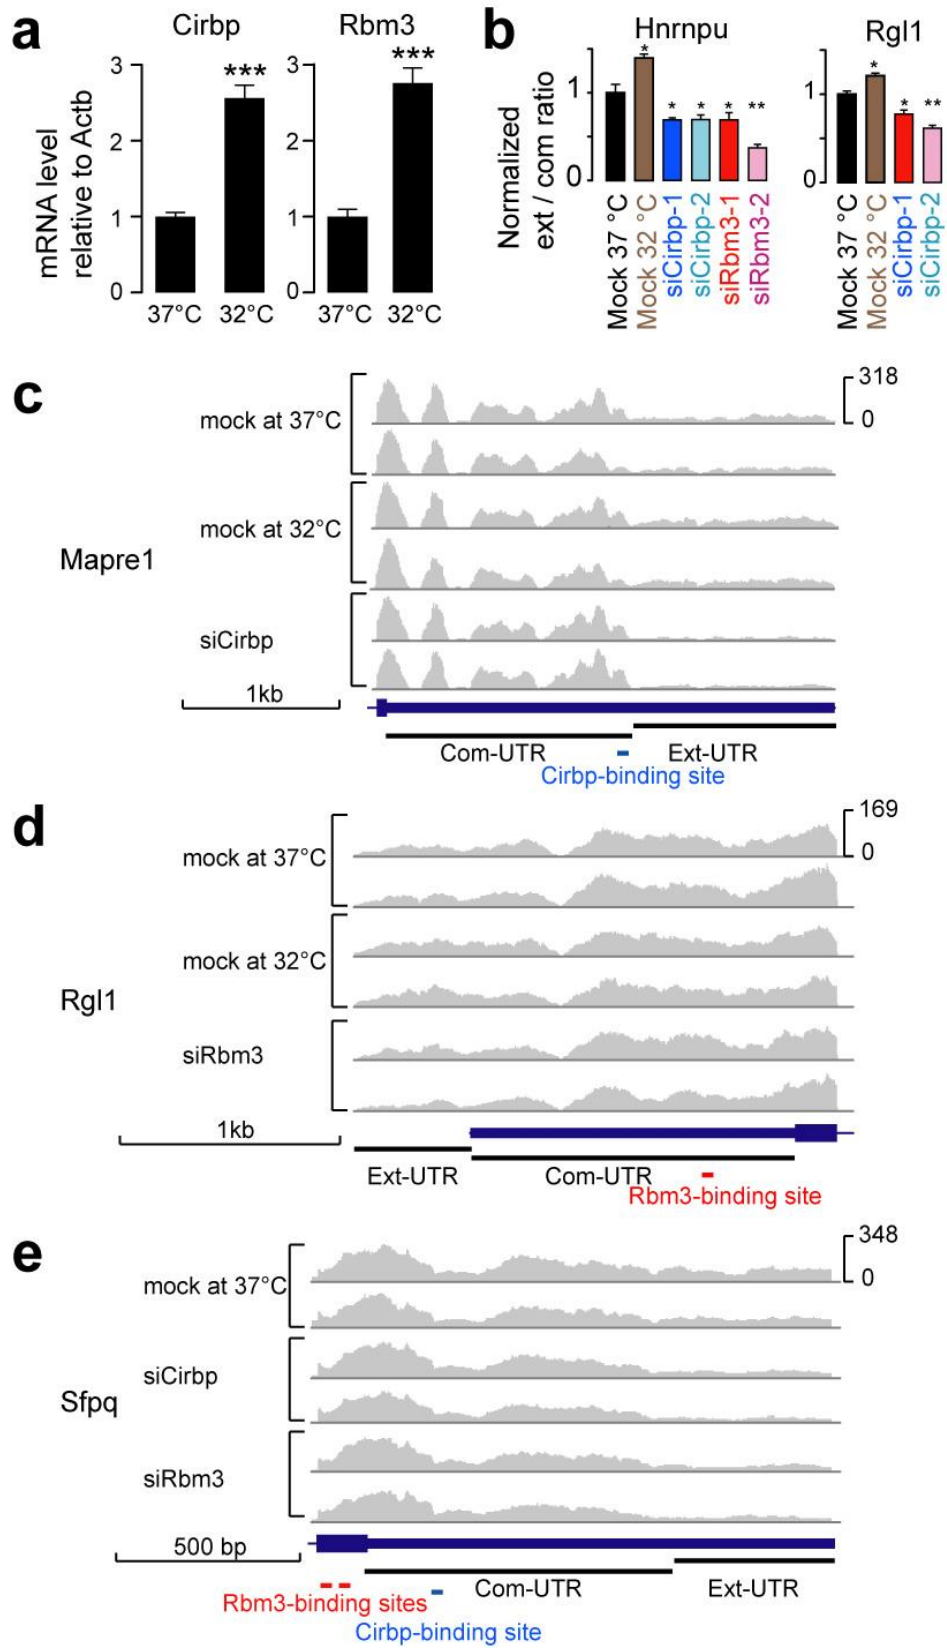 a
Cirbp
Rbm3
mRNA level
relative to Actb
3
2
1
0
***
37°C
32°C
3
2
1
0
***
37°C
32°C
b
Hnrnpu
Rgl1
Normalized
ext / com ratio
1
0
*
*
*
*
**
Mock 37 °C
Mock 32 °C
siCirbp-1
siCirbp-2
siRbm3-1
siRbm3-2
1
0
*
*
**
Mock 37 °C
Mock 32 °C
siCirbp-1
siCirbp-2
c
mock at 37°C
318
0
mock at 32°C
Mapre1
siCirbp
1kb
Com-UTR
Ext-UTR
Cirbp-binding site
d
mock at 37°C
169
0
mock at 32°C
Rgl1
siRbm3
1kb
Ext-UTR
Com-UTR
Rbm3-binding site
e
mock at 37°C
348
0
siCirbp
Sfpq
siRbm3
500 bp
Com-UTR
Ext-UTR
Rbm3-binding sites
Cirbp-binding site